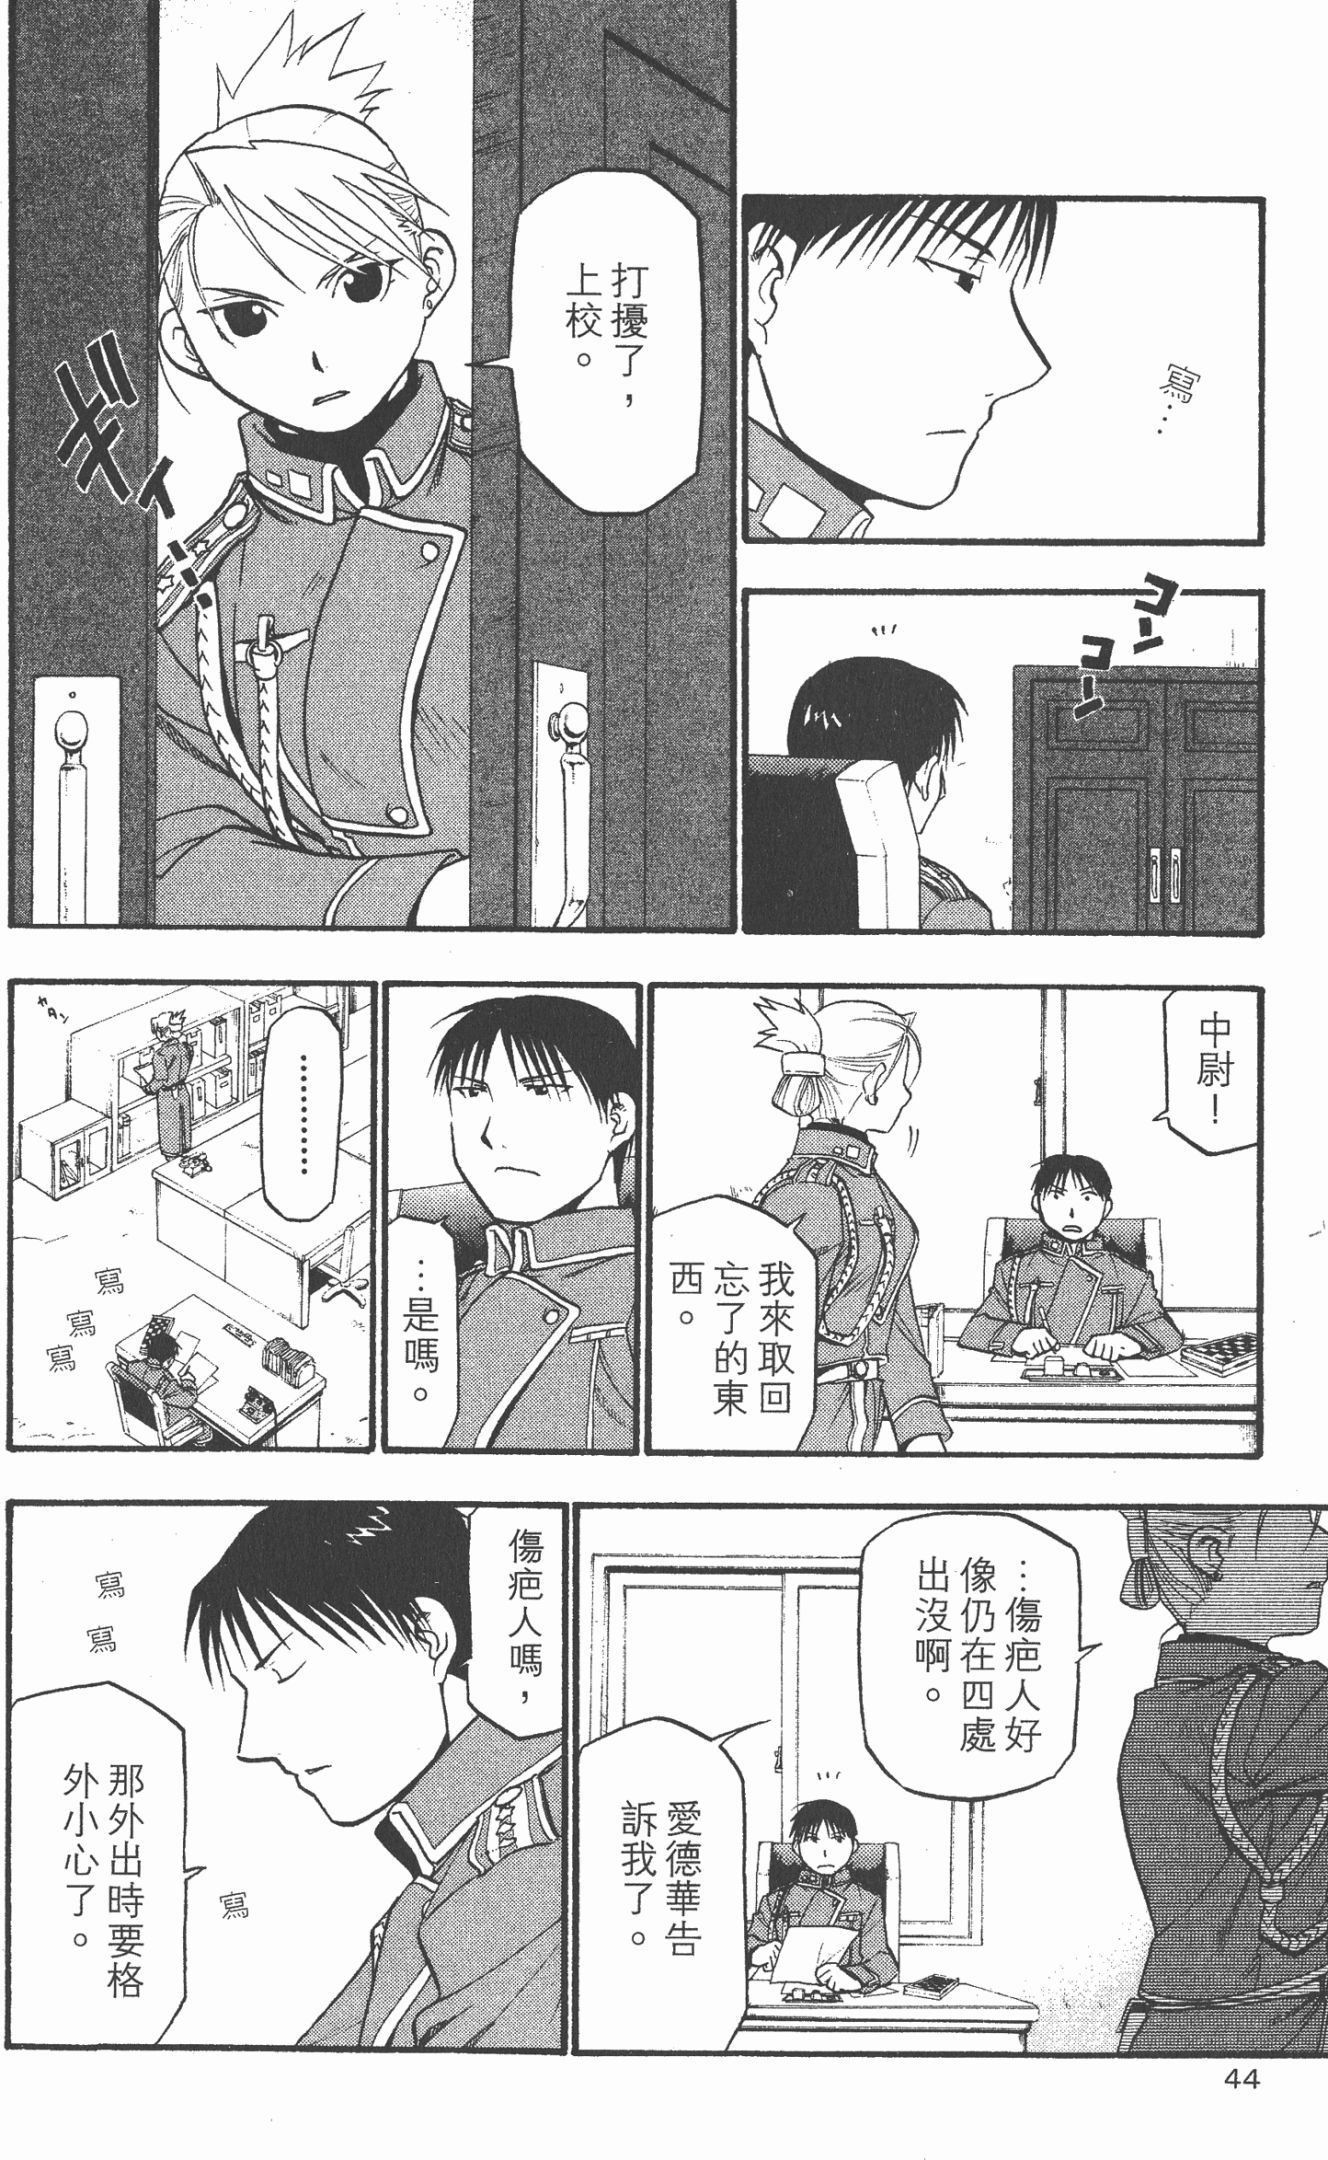 寫…
コン
コン
打擾了，
上校。
ギイ
中尉！
我來取回
忘了的東
西。
…是嗎。
…………
ガタン
寫
寫
寫
…傷疤人好
像仍在四處
出沒啊。
愛德華告
訴我了。
傷疤人嗎，
那外出時要格
外小心了。
寫
寫
寫
44